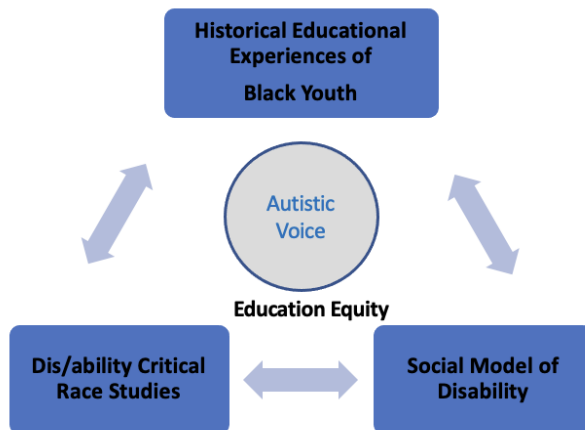 Historical Educational
Experiences of
Black Youth
Autistic
Voice
Education Equity
Dis/ability Critical
Race Studies
Social Model of
Disability